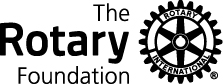 The
Rotary
Foundation
ROTARY
INTERNATIONAL
®